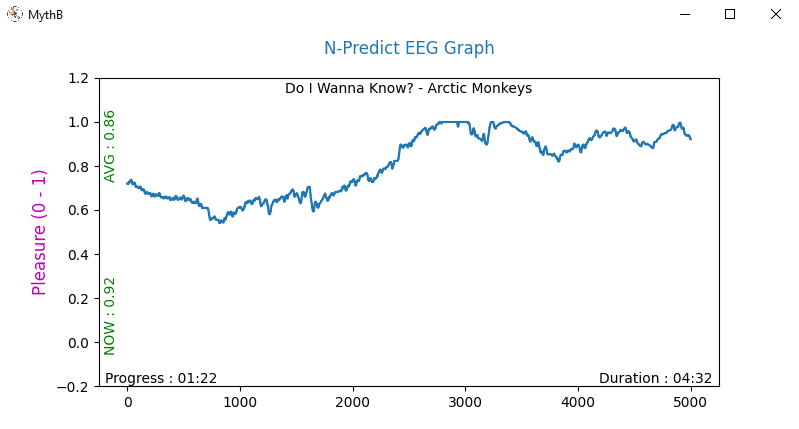 MythB
N-Predict EEG Graph
Do I Wanna Know? - Arctic Monkeys
Pleasure (0 - 1)
AVG : 0.86
NOW : 0.92
1.2
1.0
0.8
0.6
0.4
0.2
0.0
−0.2
Progress : 01:22
Duration : 04:32
0 1000 2000 3000 4000 5000